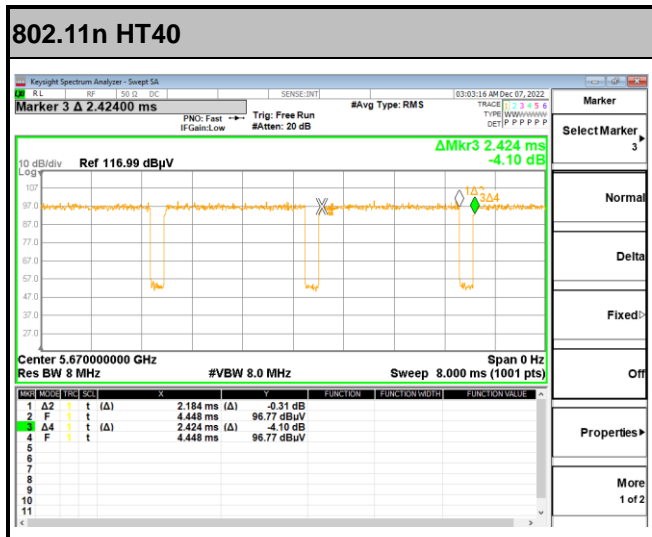 802.11n HT40
Keysight Spectrum Analyzer - Swept SA
LXI RL RF 50 Ω DC SENSE:INT 03:03:16 AM Dec 07, 2022
Marker 3 Δ 2.42400 ms #Avg Type: RMS TRACE 1 2 3 4 5 6 Marker
PNO: Fast Trig: Free Run TYPE WWWWWW
IFGain:Low #Atten: 20 dB DET P P P P P P
Select Marker
3
ΔMkr3 2.424 ms
10 dB/div Ref 116.99 dBµV -4.10 dB
Log
107
97.0
87.0
77.0
67.0
57.0
47.0
37.0
27.0
3Δ4
Normal
Delta
Fixed
Center 5.670000000 GHz Span 0 Hz
Res BW 8 MHz #VBW 8.0 MHz Sweep 8.000 ms (1001 pts)
Off
MKR MODE TRC SCL X Y FUNCTION FUNCTION WIDTH FUNCTION VALUE
1 Δ2 1 t (Δ) 2.184 ms (Δ) -0.31 dB
2 F 1 t 4.448 ms 96.77 dBµV
3 Δ4 1 t (Δ) 2.424 ms (Δ) -4.10 dB
4 F 1 t 4.448 ms 96.77 dBµV
5
6
7
8
9
10
11
Properties
More
1 of 2